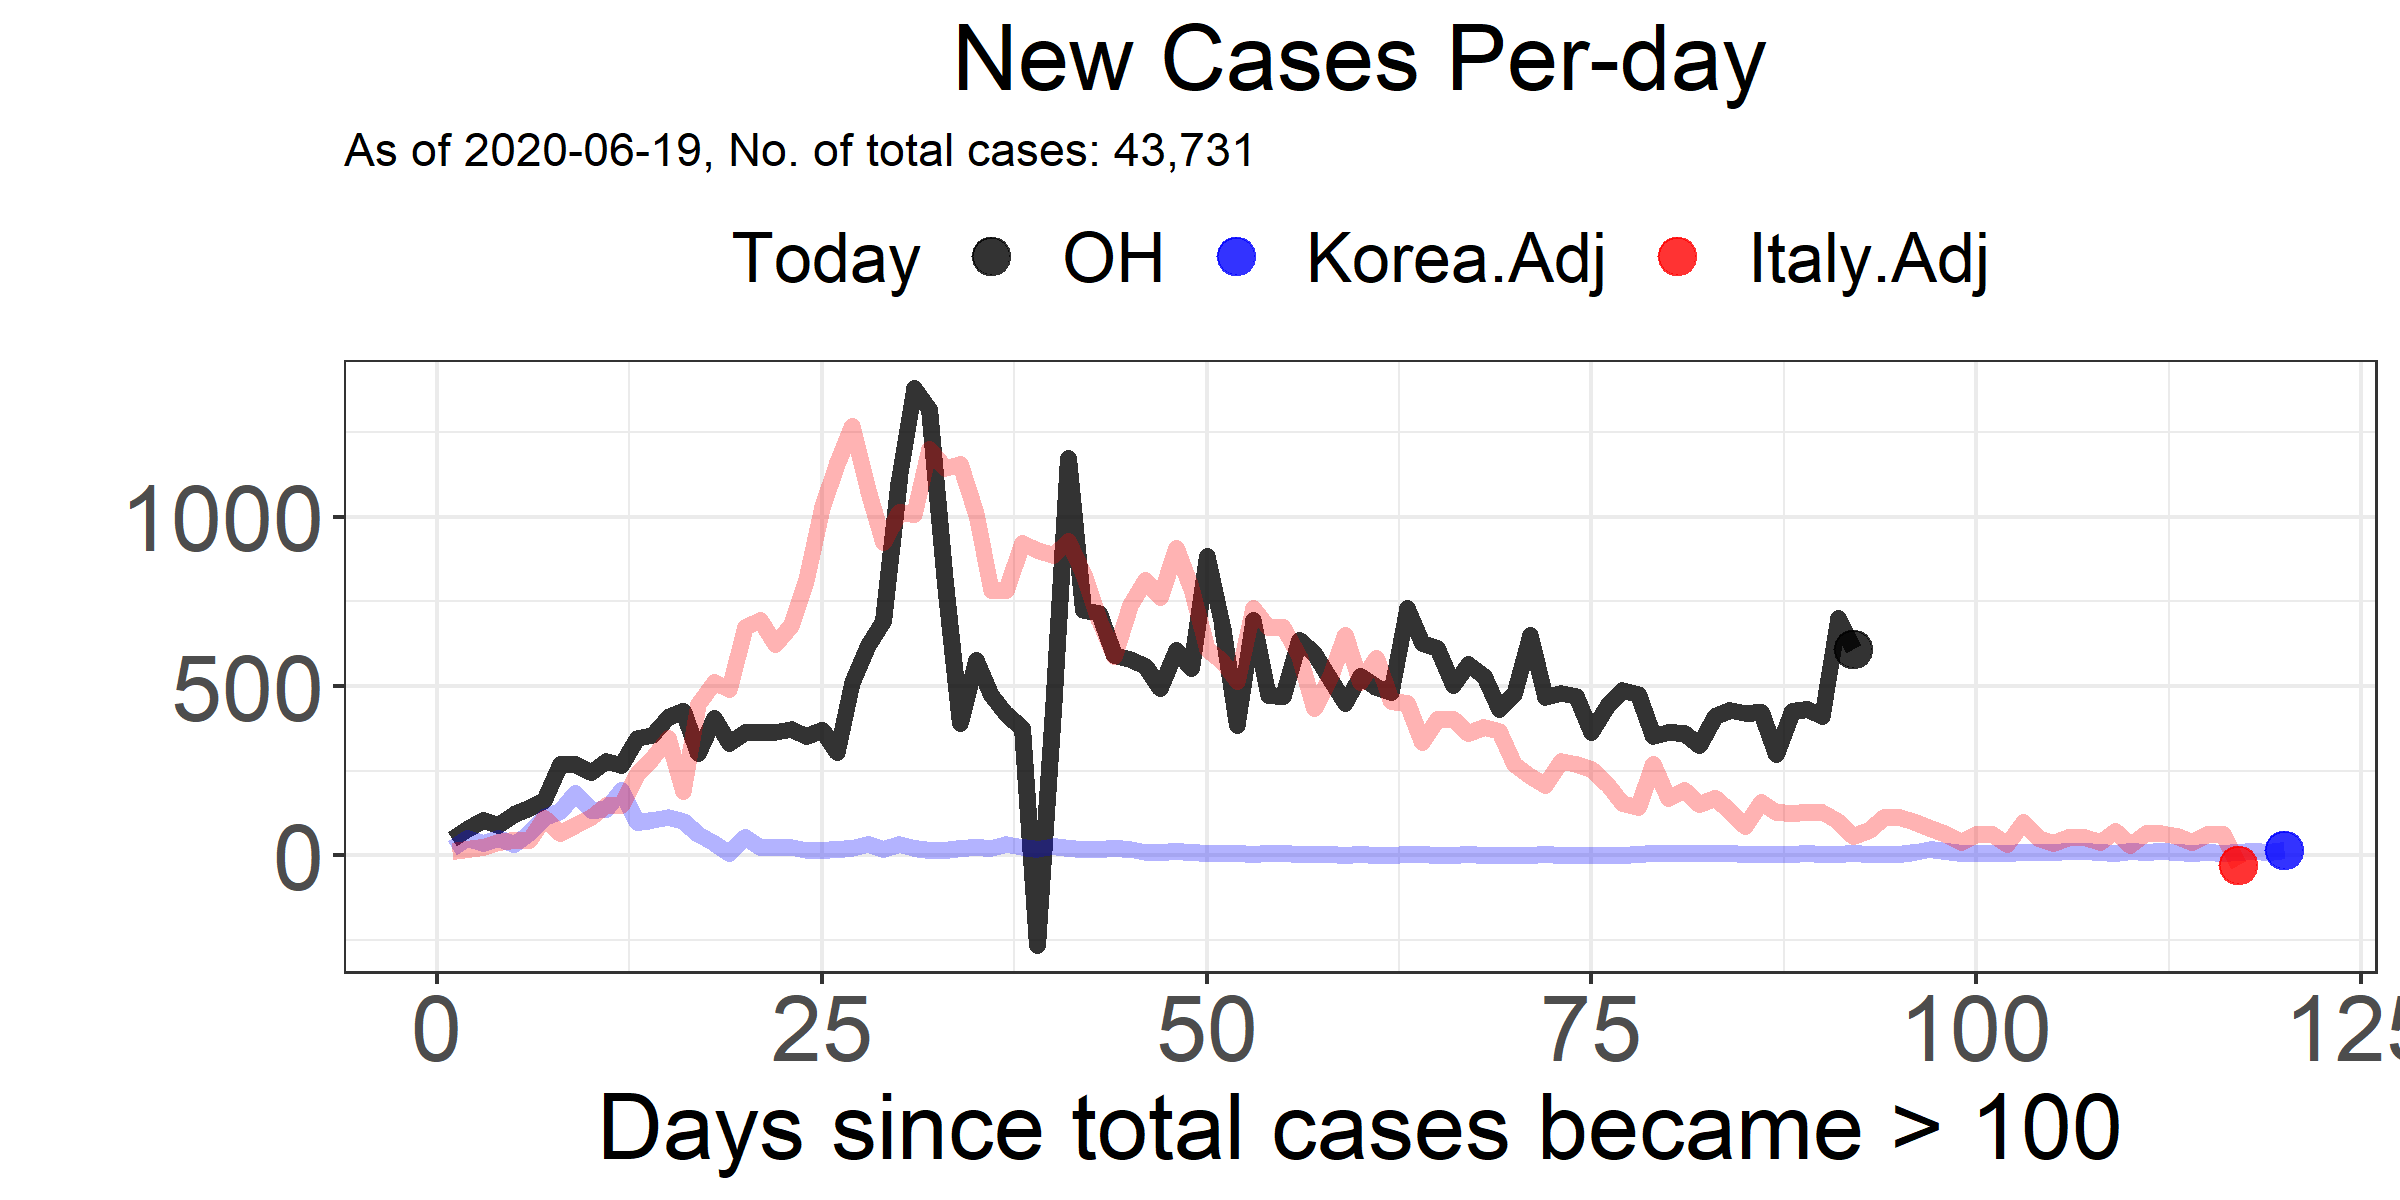 New Cases Per-day
As of 2020-06-19, No. of total cases: 43,731
Today OH Korea.Adj Italy.Adj
1000
500
0
0 25 50 75 100 125
Days since total cases became > 100